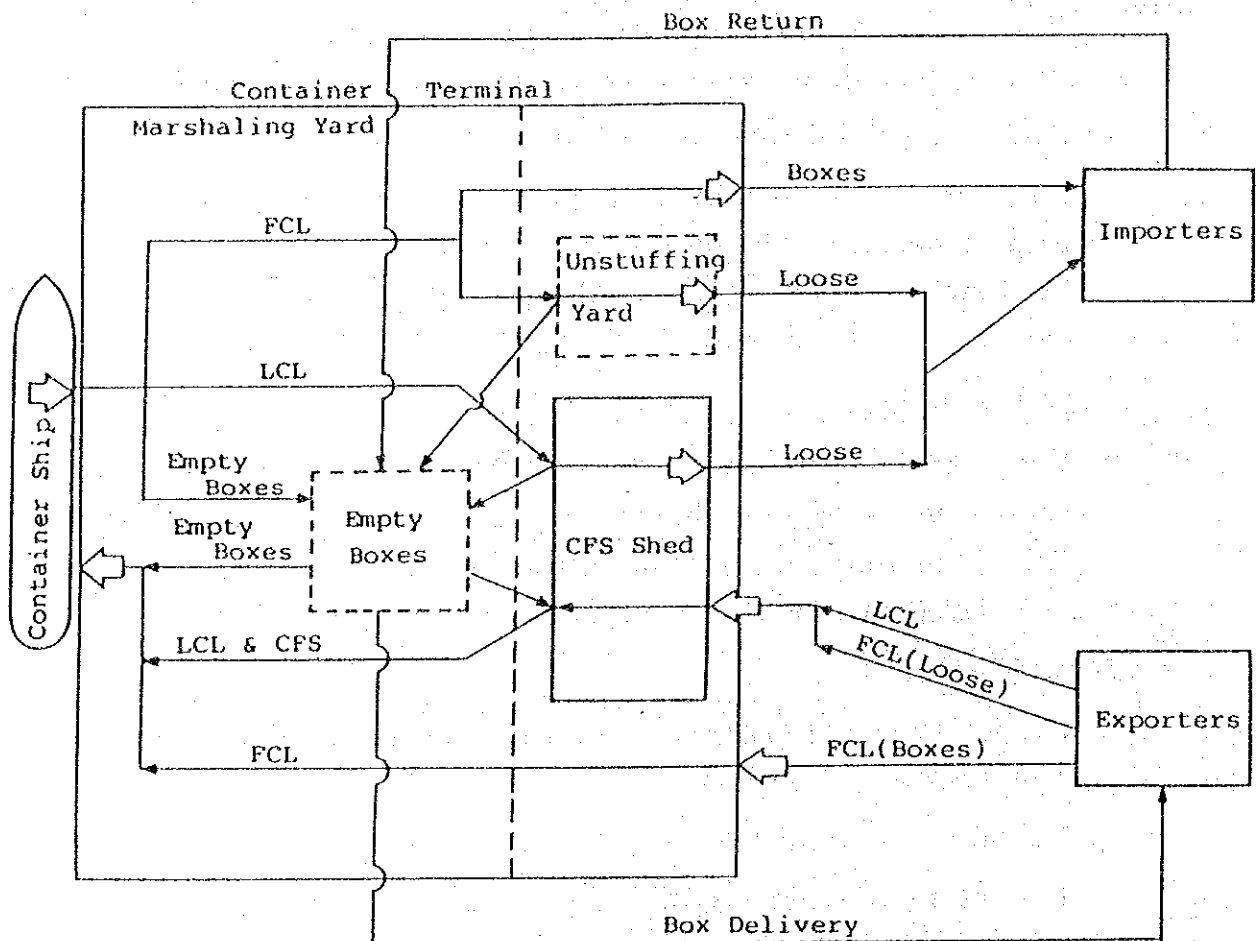 Box Return
Container Terminal
Marshaling Yard
Boxes
FCL
Importers
Unstuffing
Yard
Loose
LCL
Container Ship
Loose
Empty
Boxes
Empty
Boxes
Empty
Boxes
CFS Shed
LCL
FCL(Loose)
LCL & CFS
Exporters
FCL(Boxes)
FCL
Box Delivery